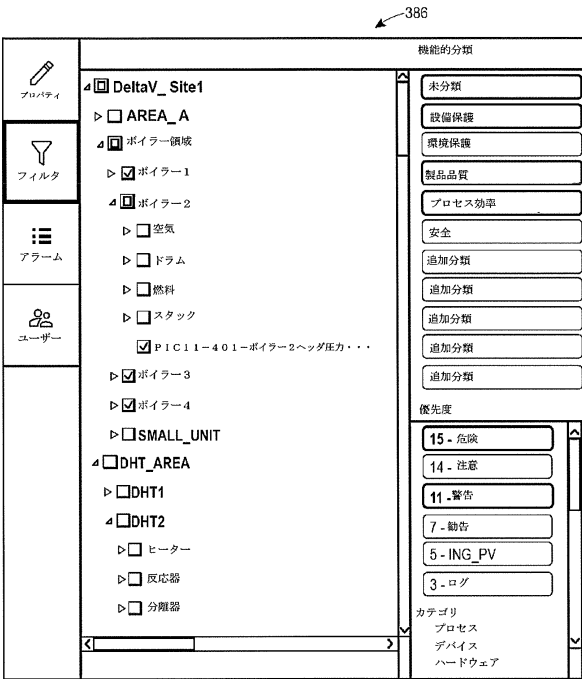 386
プロパティ
フィルタ
アラーム
ユーザー
DeltaV_ Site1
AREA_ A
ボイラー領域
ボイラー1
ボイラー2
空気
ドラム
燃料
スタック
PIC11-401-ボイラー2ヘッダ圧力・・・
ボイラー3
ボイラー4
SMALL_UNIT
DHT_AREA
DHT1
DHT2
ヒーター
反応器
分離器
機能的分類
未分類
設備保護
環境保護
製品品質
プロセス効率
安全
追加分類
追加分類
追加分類
追加分類
追加分類
優先度
15 - 危険
14 - 注意
11 -警告
7 - 勧告
5 - ING_PV
3 - ログ
カテゴリ
プロセス
デバイス
ハードウェア